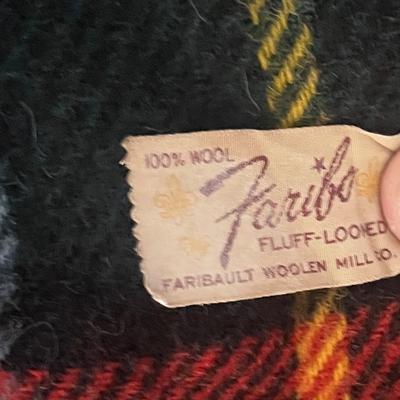 100% WOOL
Faribo
FLUFF-LOOMED
FARIBAULT WOOLEN MILL CO.